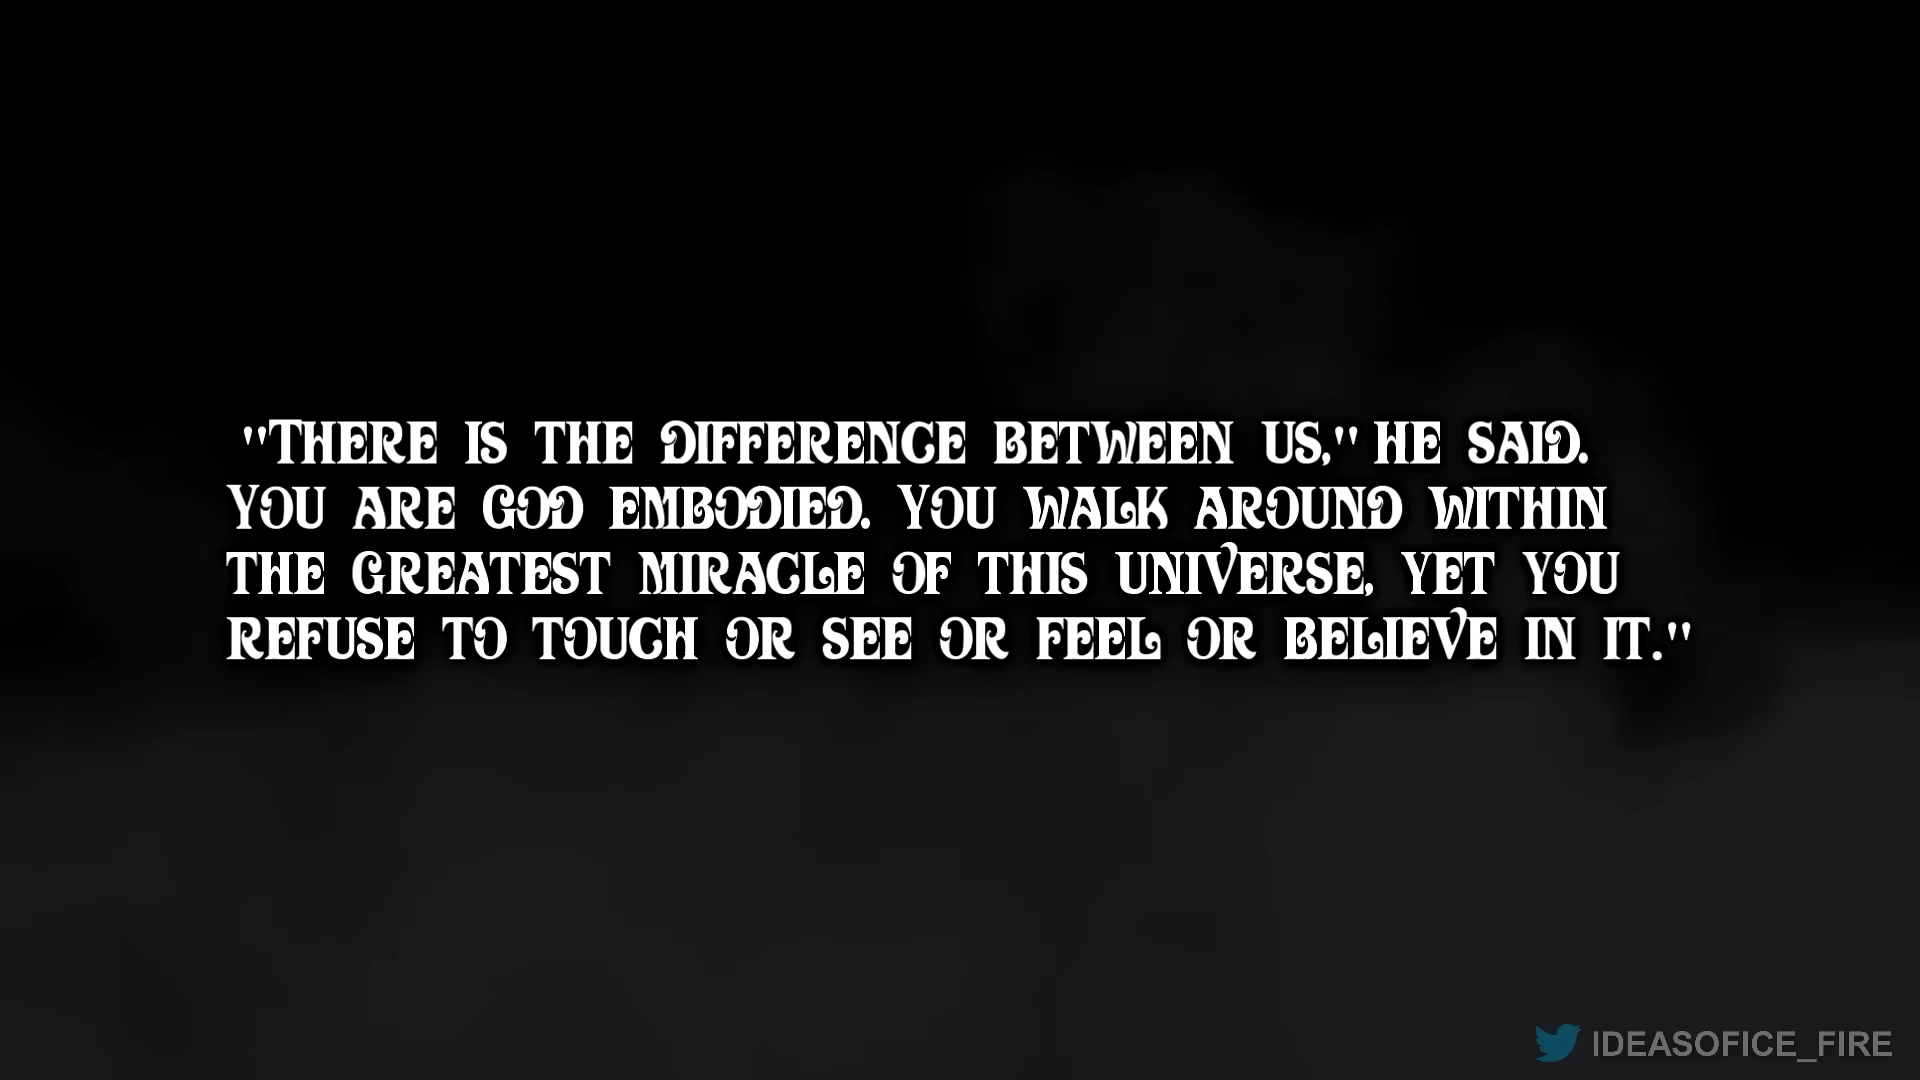 "There is the difference between us," he said.
You are God embodied. You walk around within
the greatest miracle of this universe, yet you
refuse to touch or see or feel or believe in it."
IDEASOFICE_FIRE